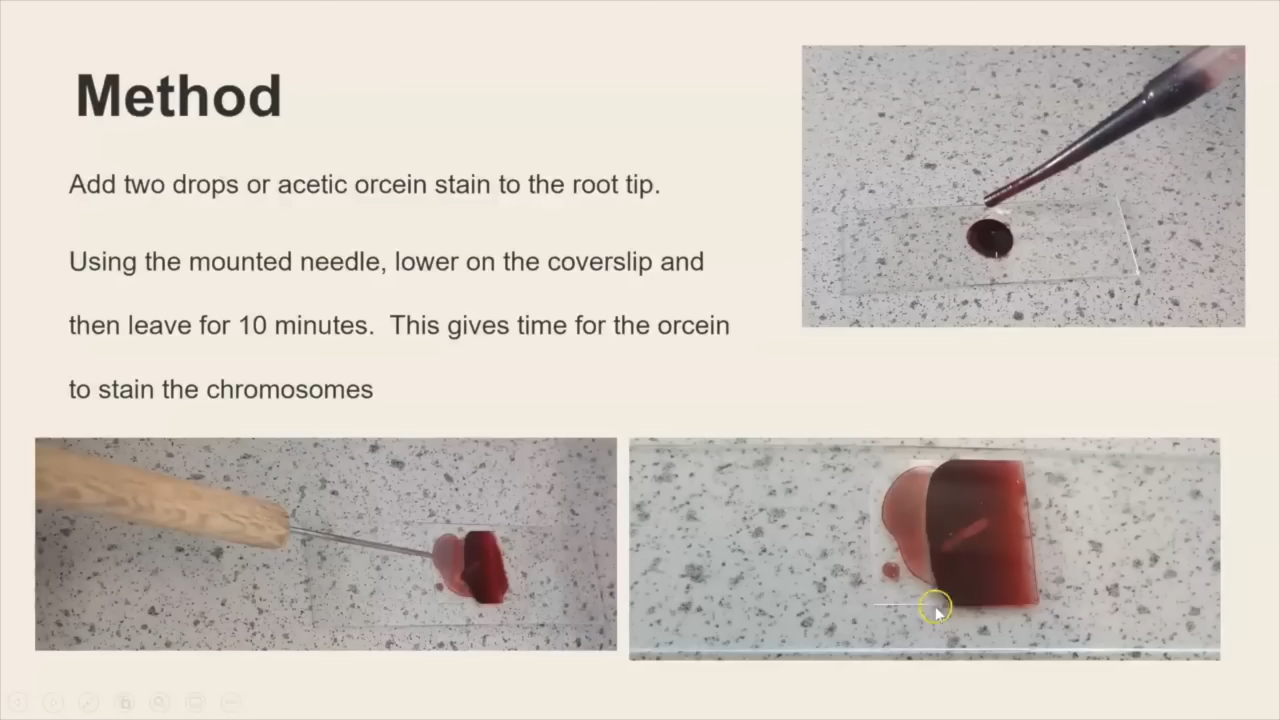 Method
Add two drops or acetic orcein stain to the root tip.
Using the mounted needle, lower on the coverslip and
then leave for 10 minutes.  This gives time for the orcein
to stain the chromosomes